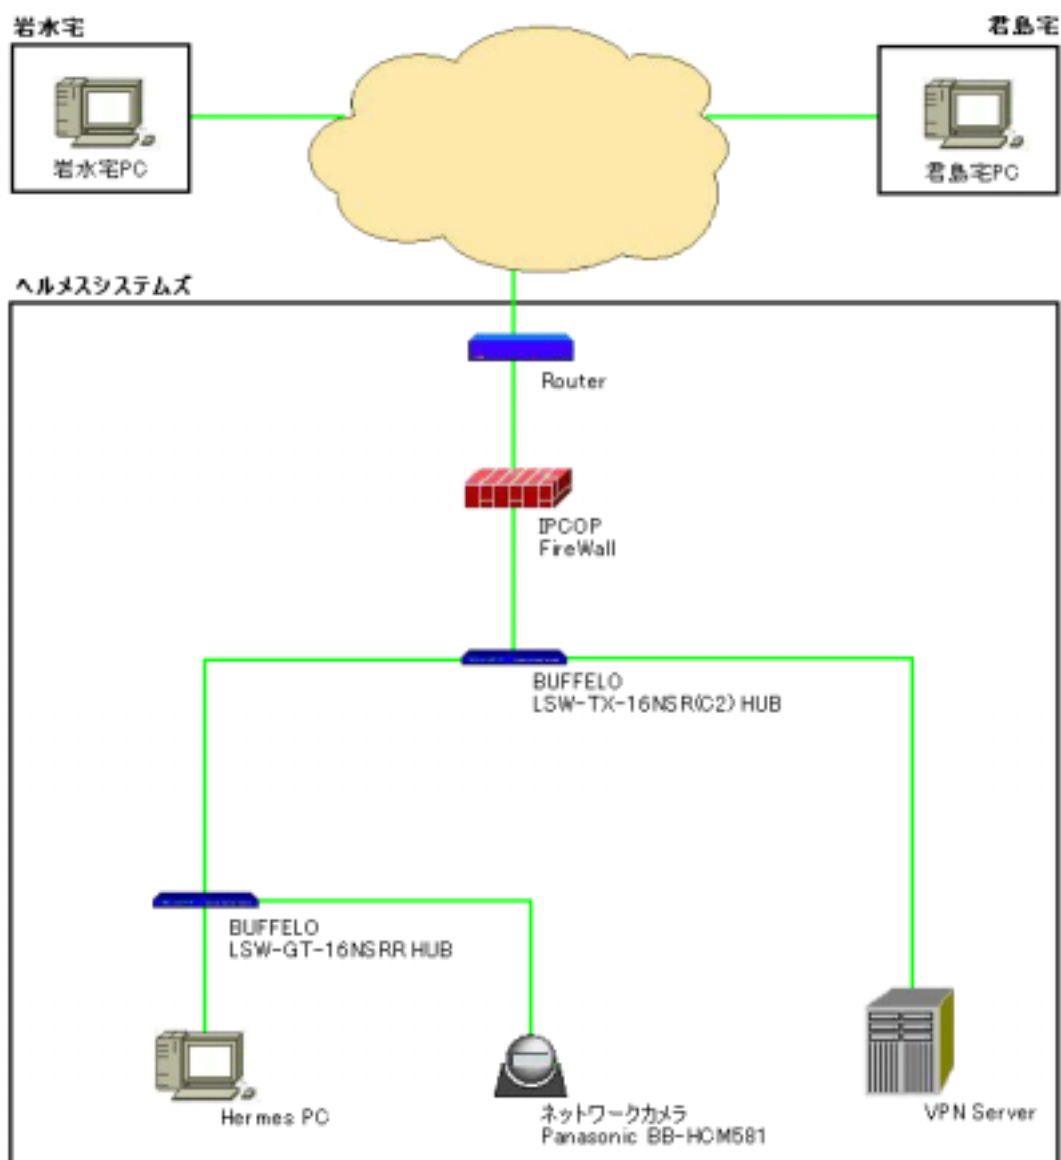 岩水宅
君島宅
岩水宅PC
君島宅PC
ヘルメスシステムズ
Router
IPCOP
FireWall
BUFFELO
LSW-TX-16NSR(C2) HUB
BUFFELO
LSW-GT-16NSRR HUB
Hermes PC
ネットワークカメラ
Panasonic BB-HCM581
VPN Server